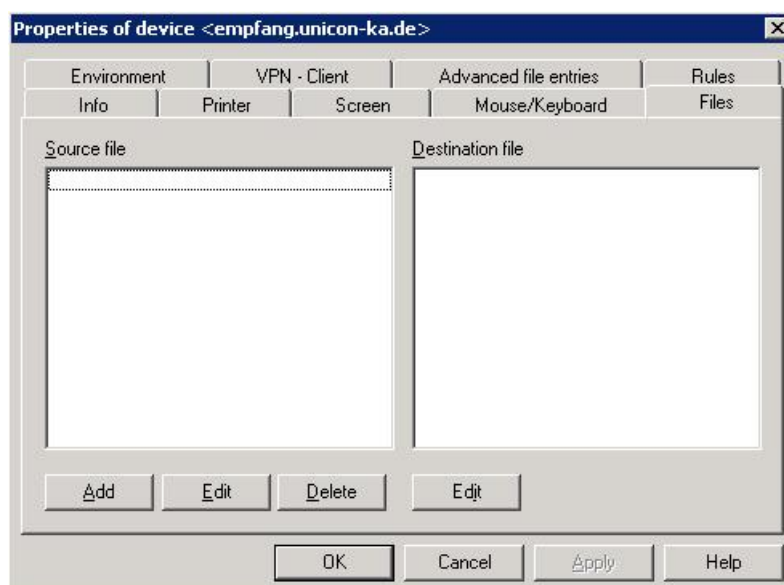 Properties of device <empfang.unicon-ka.de>
Environment VPN - Client Advanced file entries Rules
Info Printer Screen Mouse/Keyboard Files
Source file Destination file
Add Edit Delete Edit
OK Cancel Apply Help